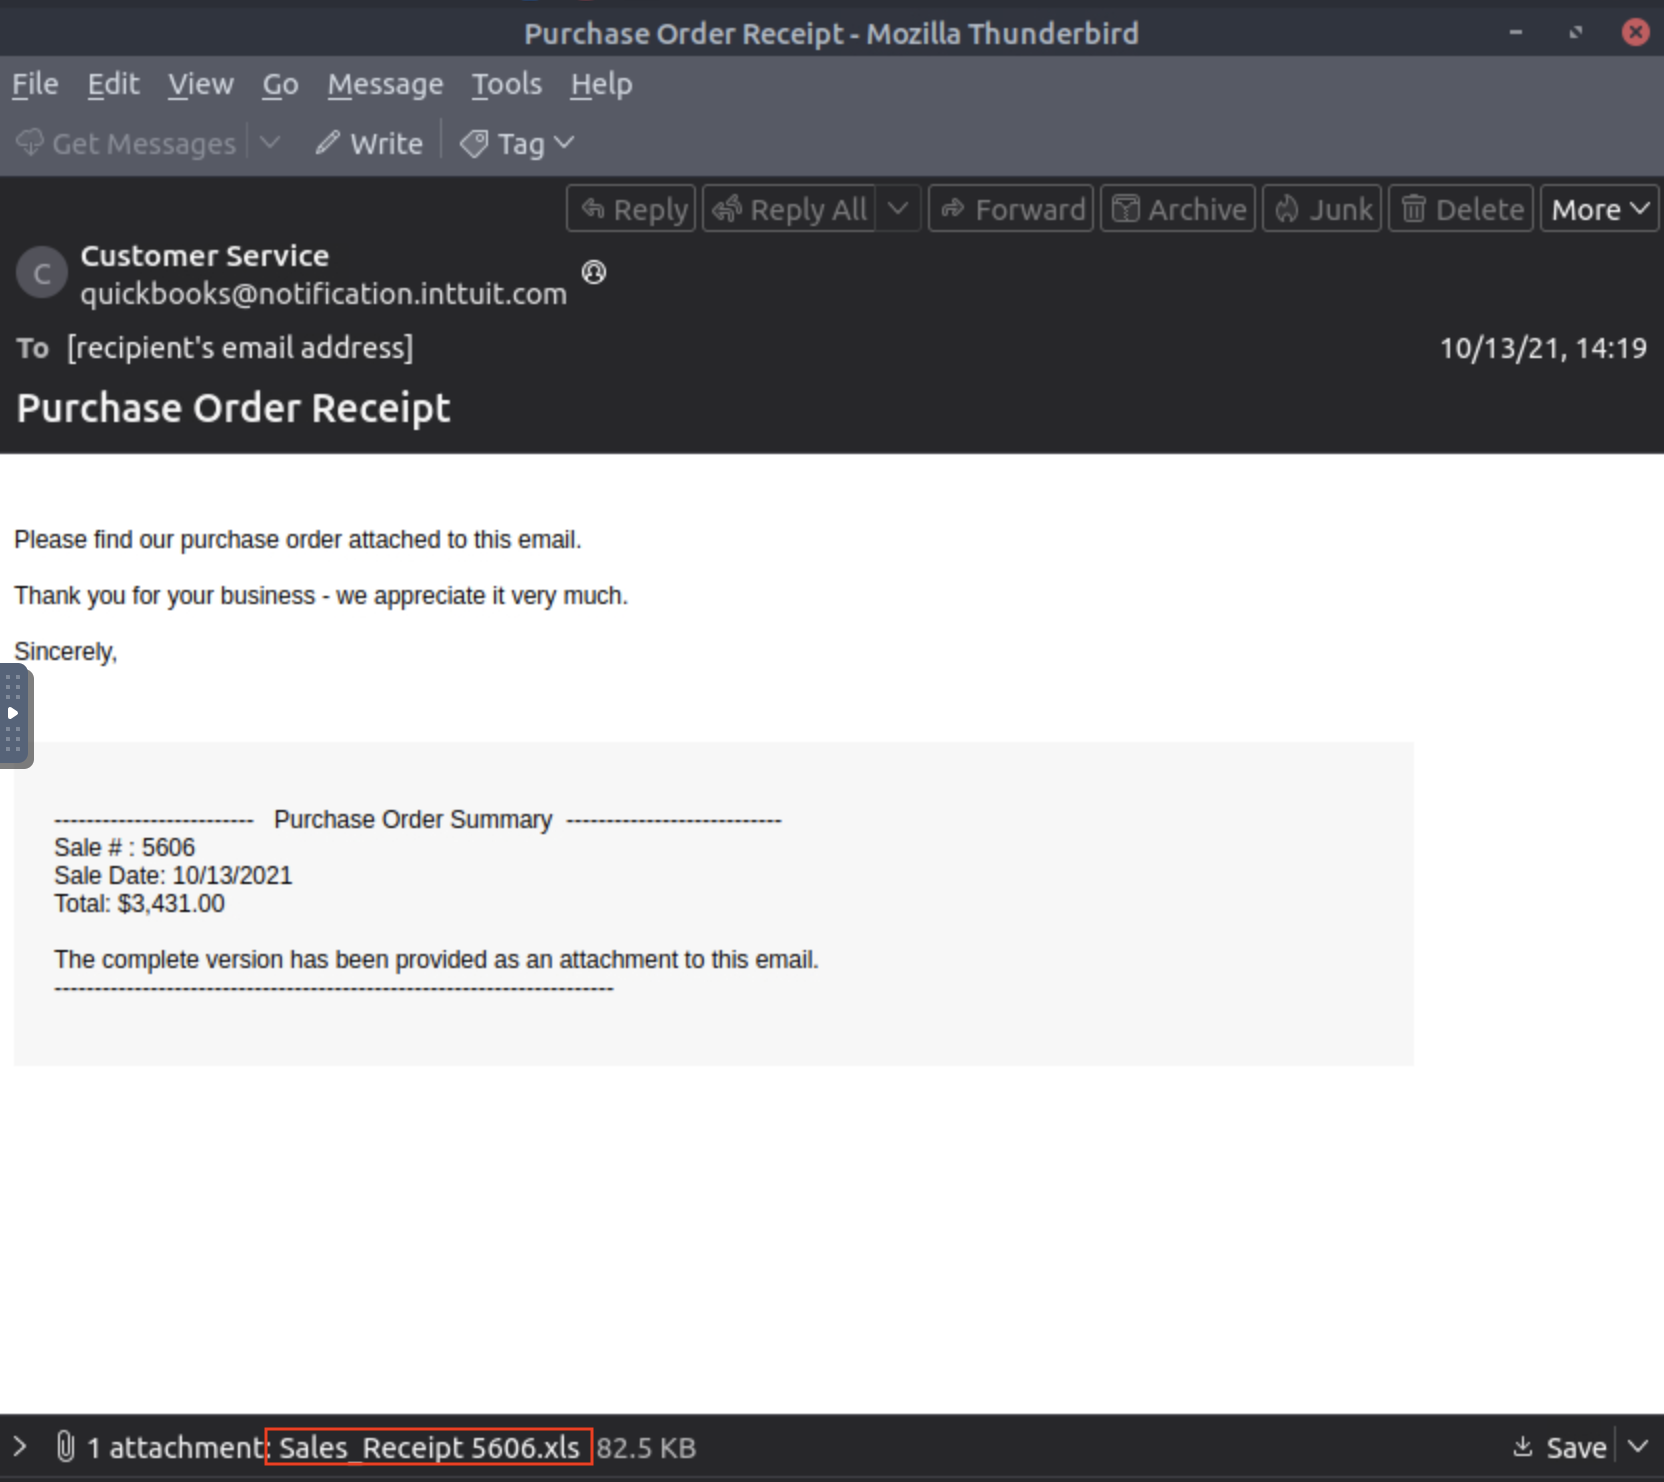 Purchase Order Receipt - Mozilla Thunderbird
File Edit View Go Message Tools Help
Get Messages Write Tag
Reply Reply All Forward Archive Junk Delete More
C
Customer Service
quickbooks@notification.inttuit.com
To [recipient's email address] 10/13/21, 14:19
Purchase Order Receipt
Please find our purchase order attached to this email.
Thank you for your business - we appreciate it very much.
Sincerely,
------------------------- Purchase Order Summary ---------------------------
Sale # : 5606
Sale Date: 10/13/2021
Total: $3,431.00
The complete version has been provided as an attachment to this email.
----------------------------------------------------------------------
1 attachment: Sales_Receipt 5606.xls 82.5 KB Save